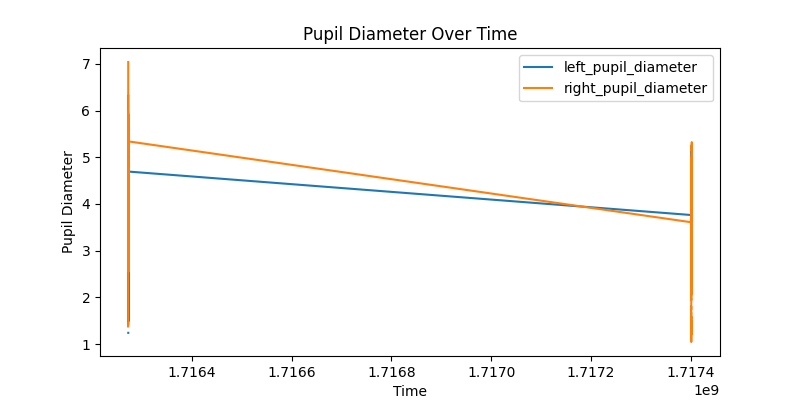 Pupil Diameter Over Time
left_pupil_diameter
right_pupil_diameter
Pupil Diameter
7
6
5
4
3
2
1
1.7164
1.7166
1.7168
1.7170
1.7172
1.7174
1e9
Time